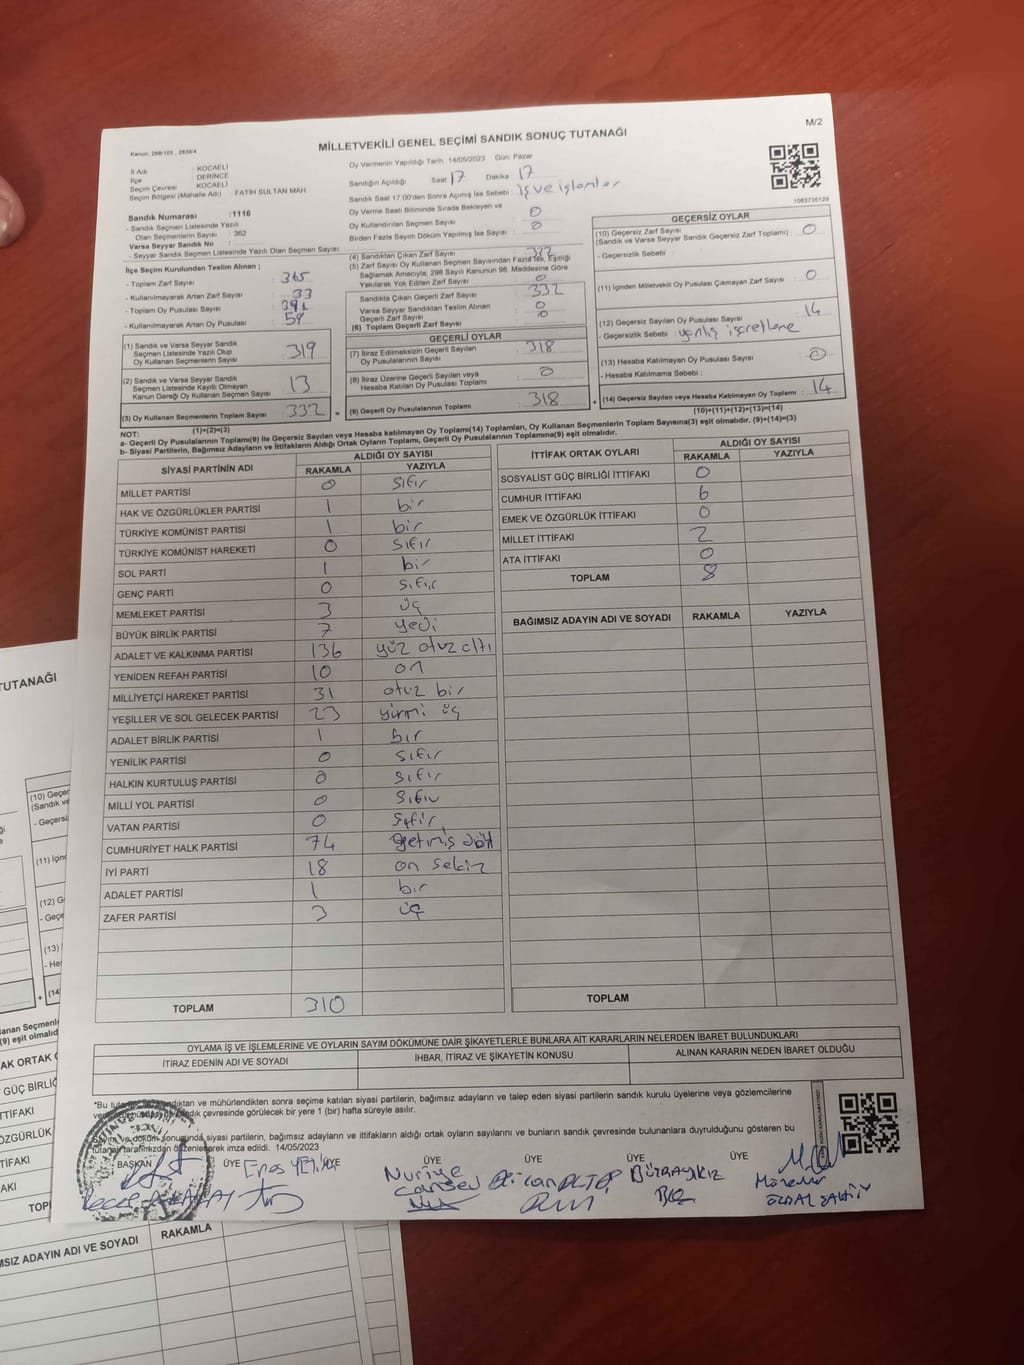 M/2
MİLLETVEKİLİ GENEL SEÇİMİ SANDIK SONUÇ TUTANAĞI
Kanun: 298/105 , 2839/4
İl Adı : KOCAELİ
İlçe : DERİNCE
Seçim Çevresi : KOCAELİ
Seçim Bölgesi (Mahalle Adı) : FATİH SULTAN MAH.
Sandık Numarası : 1116
- Sandık Seçmen Listesinde Yazılı
Olan Seçmenlerin Sayısı : 362
Varsa Seyyar Sandık No :
- Seyyar Sandık Seçmen Listesinde Yazılı Olan Seçmen Sayısı:
Oy Vermenin Yapıldığı Tarih : 14/05/2023 Gün: Pazar
Sandığın Açıldığı Saat: 17 Dakika : 17
Sandık Saat 17.00'den Sonra Açılmış İse Sebebi: iş ve işlemler
Oy Verme Saati Bitiminde Sırada Bekleyen ve
Oy Kullandırılan Seçmen Sayısı : 0
Birden Fazla Sayım Döküm Yapılmış İse Sayısı : 0
1063735129
İlçe Seçim Kurulundan Teslim Alınan ;
- Toplam Zarf Sayısı : 365
- Kullanılmayarak Artan Zarf Sayısı : 33
- Toplam Oy Pusulası Sayısı
- Kullanılmayarak Artan Oy Pusulası : 59
(1) Sandık ve Varsa Seyyar Sandık
Seçmen Listesinde Yazılı Olup
Oy Kullanan Seçmenlerin Sayısı : 319
(2) Sandık ve Varsa Seyyar Sandık
Seçmen Listesinde Kayıtlı Olmayan
Kanun Gereği Oy Kullanan Seçmen Sayısı : 13
(3) Oy Kullanan Seçmenlerin Toplam Sayısı : 332
(1)+(2)=(3)
(4) Sandıktan Çıkan Zarf Sayısı : 332
(5) Zarf Sayısı Oy Kullanan Seçmen Sayısından Fazla İse, Eşitliği
Sağlamak Amacıyla, 298 Sayılı Kanunun 98. Maddesine Göre
Yakılarak Yok Edilen Zarf Sayısı : 0
Sandıkta Çıkan Geçerli Zarf Sayısı : 332
Varsa Seyyar Sandıktan Teslim Alınan
Geçerli Zarf Sayısı : 0
(6) Toplam Geçerli Zarf Sayısı : 0
GEÇERLİ OYLAR
(7) İtiraz Edilmeksizin Geçerli Sayılan
Oy Pusulalarının Sayısı : 318
(8) İtiraz Üzerine Geçerli Sayılan veya
Hesaba Katılan Oy Pusulası Toplamı : 0
(9) Geçerli Oy Pusulalarının Toplamı : 318
GEÇERSİZ OYLAR
(10) Geçersiz Zarf Sayısı : 0
(Sandık ve Varsa Seyyar Sandık Geçersiz Zarf Toplamı)
- Geçersizlik Sebebi :
(11) İçinden Milletvekili Oy Pusulası Çıkmayan Zarf Sayısı : 0
(12) Geçersiz Sayılan Oy Pusulası Sayısı : 14
- Geçersizlik Sebebi : yanlış işaretleme
(13) Hesaba Katılmayan Oy Pusulası Sayısı : 0
- Hesaba Katılmama Sebebi :
(14) Geçersiz Sayılan veya Hesaba Katılmayan Oy Toplamı : 14
(10)+(11)+(12)+(13)=(14)
NOT:
a- Geçerli Oy Pusulalarının Toplamı(9) ile Geçersiz Sayılan veya Hesaba katılmayan Oy Toplamı(14) Toplamları, Oy Kullanan Seçmenlerin Toplam Sayısına(3) eşit olmalıdır. (9)+(14)=(3)
b- Siyasi Partilerin, Bağımsız Adayların ve İttifakların Aldığı Ortak Oyların Toplamı, Geçerli Oy Pusulalarının Toplamına(9) eşit olmalıdır.
SİYASİ PARTİNİN ADI ALDIĞI OY SAYISI
RAKAMLA YAZIYLA
MİLLET PARTİSİ 0 sıfır
HAK VE ÖZGÜRLÜKLER PARTİSİ 1 bir
TÜRKİYE KOMÜNİST PARTİSİ 1 bir
TÜRKİYE KOMÜNİST HAREKETİ 0 sıfır
SOL PARTİ 1 bir
GENÇ PARTİ 0 sıfır
MEMLEKET PARTİSİ 3 üç
BÜYÜK BİRLİK PARTİSİ 7 yedi
ADALET VE KALKINMA PARTİSİ 136 yüz otuz altı
YENİDEN REFAH PARTİSİ 10 on
MİLLİYETÇİ HAREKET PARTİSİ 31 otuz bir
YEŞİLLER VE SOL GELECEK PARTİSİ 23 yirmi üç
ADALET BİRLİK PARTİSİ 1 bir
YENİLİK PARTİSİ 0 sıfır
HALKIN KURTULUŞ PARTİSİ 0 sıfır
MİLLİ YOL PARTİSİ 0 sıfır
VATAN PARTİSİ 0 sıfır
CUMHURİYET HALK PARTİSİ 74 yetmiş dört
İYİ PARTİ 18 on sekiz
ADALET PARTİSİ 1 bir
ZAFER PARTİSİ 3 üç
TOPLAM 310
İTTİFAK ORTAK OYLARI ALDIĞI OY SAYISI
RAKAMLA YAZIYLA
SOSYALİST GÜÇ BİRLİĞİ İTTİFAKI 0
CUMHUR İTTİFAKI 6
EMEK VE ÖZGÜRLÜK İTTİFAKI 0
MİLLET İTTİFAKI 2
ATA İTTİFAKI 0
TOPLAM 8
BAĞIMSIZ ADAYIN ADI VE SOYADI RAKAMLA YAZIYLA
TOPLAM
OYLAMA İŞ VE İŞLEMLERİNE VE OYLARIN SAYIM DÖKÜMÜNE DAİR ŞİKAYETLERLE BUNLARA AİT KARARLARIN NELERDEN İBARET BULUNDUKLARI
İTİRAZ EDENİN ADI VE SOYADI İHBAR, İTİRAZ VE ŞİKAYETİN KONUSU ALINAN KARARIN NEDEN İBARET OLDUĞU
*Bu tutanak imzalandıktan ve mühürlendikten sonra seçime katılan siyasi partilerin, bağımsız adayların ve talep eden siyasi partilerin sandık kurulu üyelerine veya gözlemcilerine
sandık çevresinde görülecek bir yere 1 (bir) hafta süreyle asılır.
Sayım ve döküm sonucunda siyasi partilerin, bağımsız adayların ve ittifakların aldığı ortak oyların sayılarını ve bunların sandık çevresinde bulunanlara duyrulduğunu gösteren bu
tutanak tarafımızdan düzenlenerek imza edildi. 14/05/2023
BAŞKAN ÜYE ÜYE ÜYE ÜYE ÜYE ÜYE
Nuriye
TUTANAĞI
(10) Geçer
(Sandık ve
- Geçersi
(11) İçin
(12) G
- Geçe
(13)
- He
(14
(9) eşit olmalıd
AK ORTAK
GÜÇ BİRLİĞ
TTİFAKI
ÖZGÜRLÜK
TİFAKI
AKI
TOP
MSIZ ADAYIN ADI VE SOYADI RAKAMLA